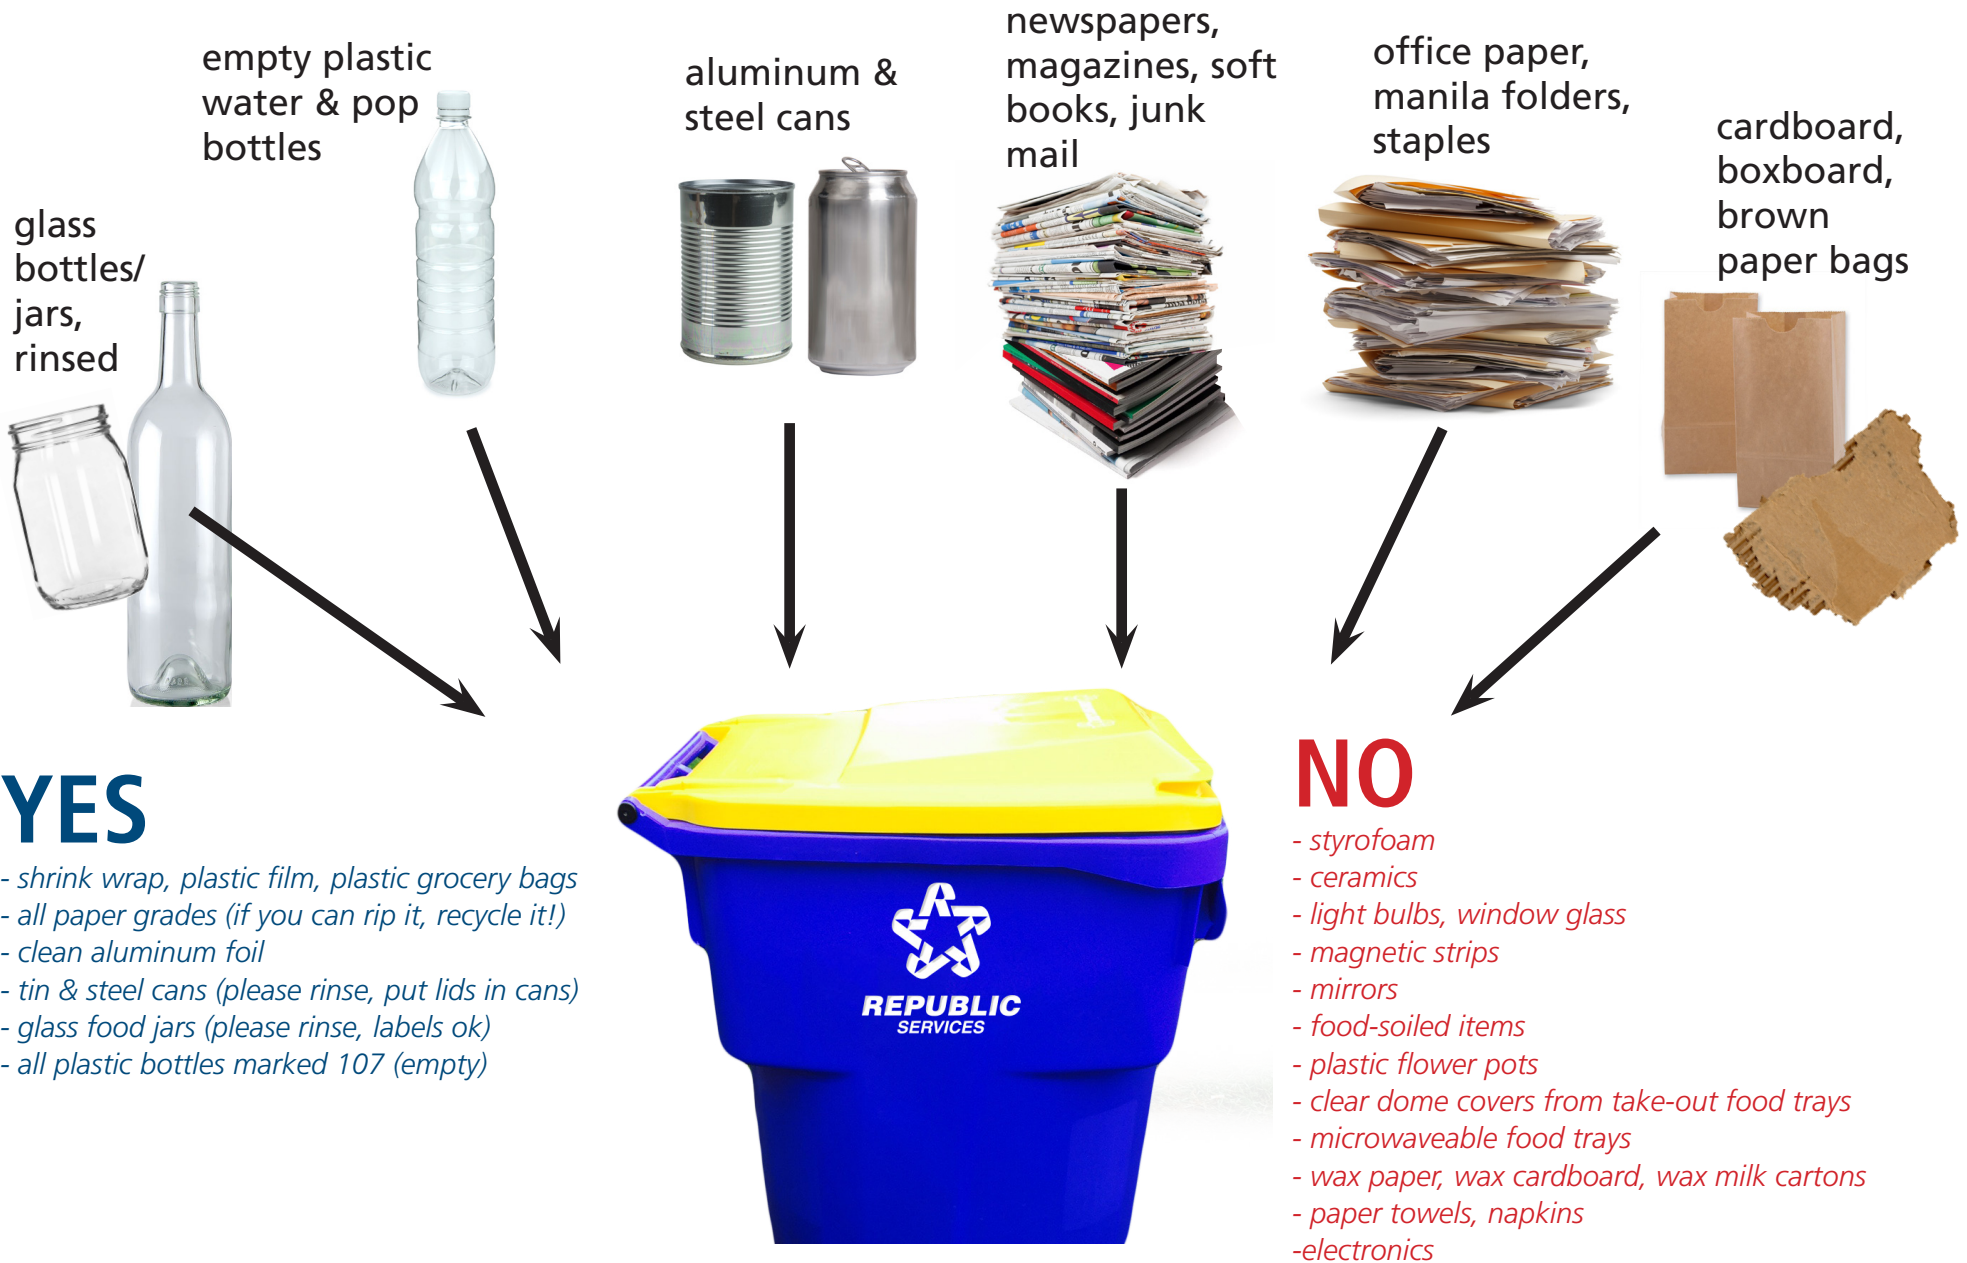 newspapers,
magazines, soft
books, junk
mail
office paper,
manila folders,
staples
empty plastic
water & pop
bottles
aluminum &
steel cans
cardboard,
boxboard,
brown
paper bags
glass
bottles/
jars,
rinsed
YES
- shrink wrap, plastic film, plastic grocery bags
- all paper grades (if you can rip it, recycle it!)
- clean aluminum foil
- tin & steel cans (please rinse, put lids in cans)
- glass food jars (please rinse, labels ok)
- all plastic bottles marked 107 (empty)
REPUBLIC
SERVICES
NO
- styrofoam
- ceramics
- light bulbs, window glass
- magnetic strips
- mirrors
- food-soiled items
- plastic flower pots
- clear dome covers from take-out food trays
- microwaveable food trays
- wax paper, wax cardboard, wax milk cartons
- paper towels, napkins
-electronics